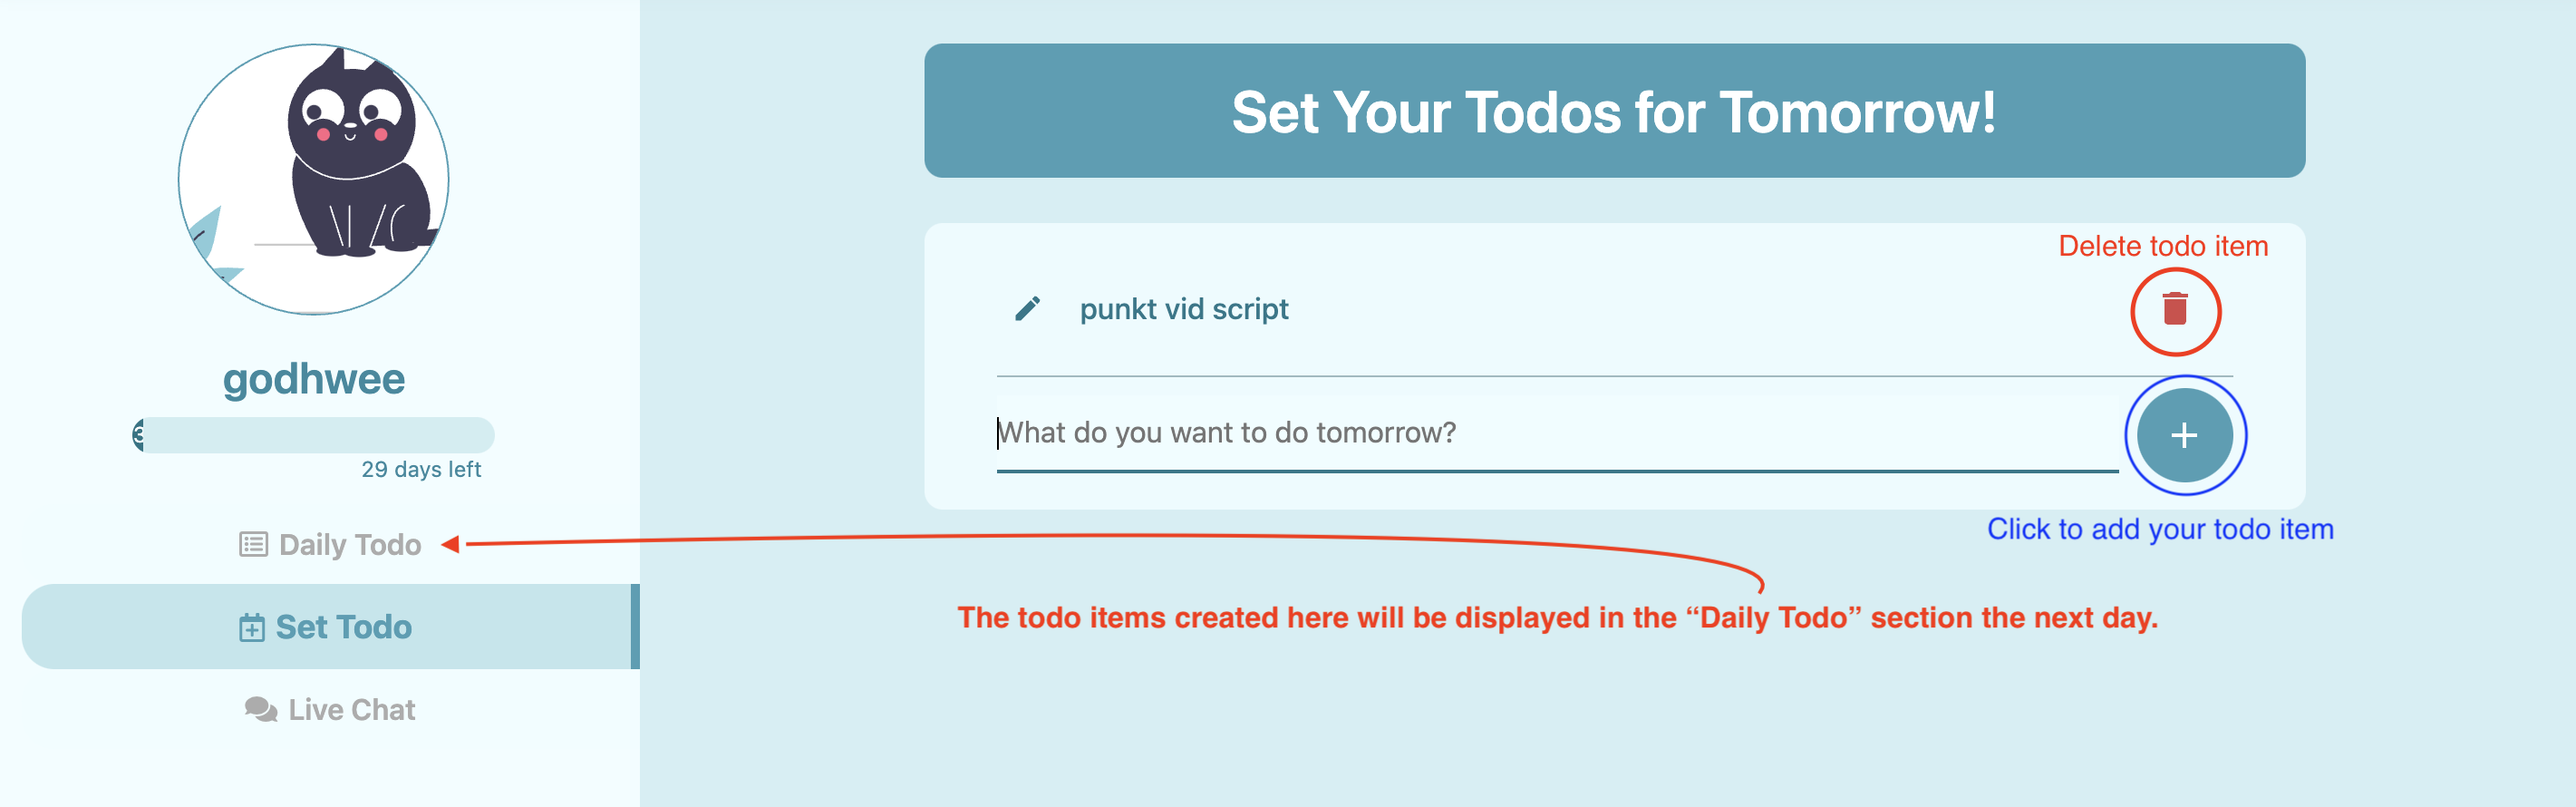 godhwee
3
29 days left
Daily Todo
Set Todo
Live Chat
Set Your Todos for Tomorrow!
Delete todo item
punkt vid script
What do you want to do tomorrow?
Click to add your todo item
The todo items created here will be displayed in the “Daily Todo” section the next day.